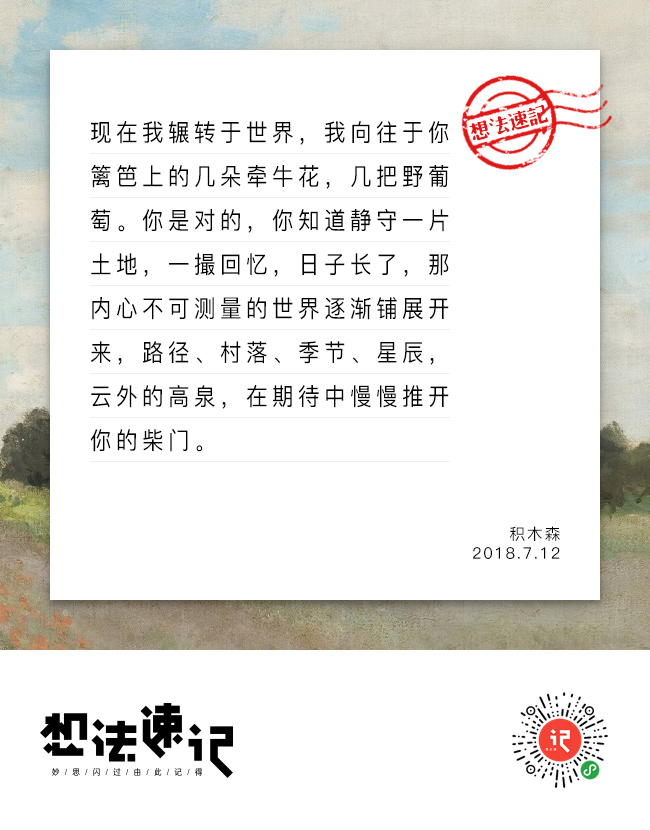 想法速記
现在我辗转于世界，我向往于你
篱笆上的几朵牵牛花，几把野葡
萄。你是对的，你知道静守一片
土地，一撮回忆，日子长了，那
内心不可测量的世界逐渐铺展开
来，路径、村落、季节、星辰，
云外的高泉，在期待中慢慢推开
你的柴门。
积木森
2018.7.12
想法速记
妙/思/闪/过/由/此/记/得
记